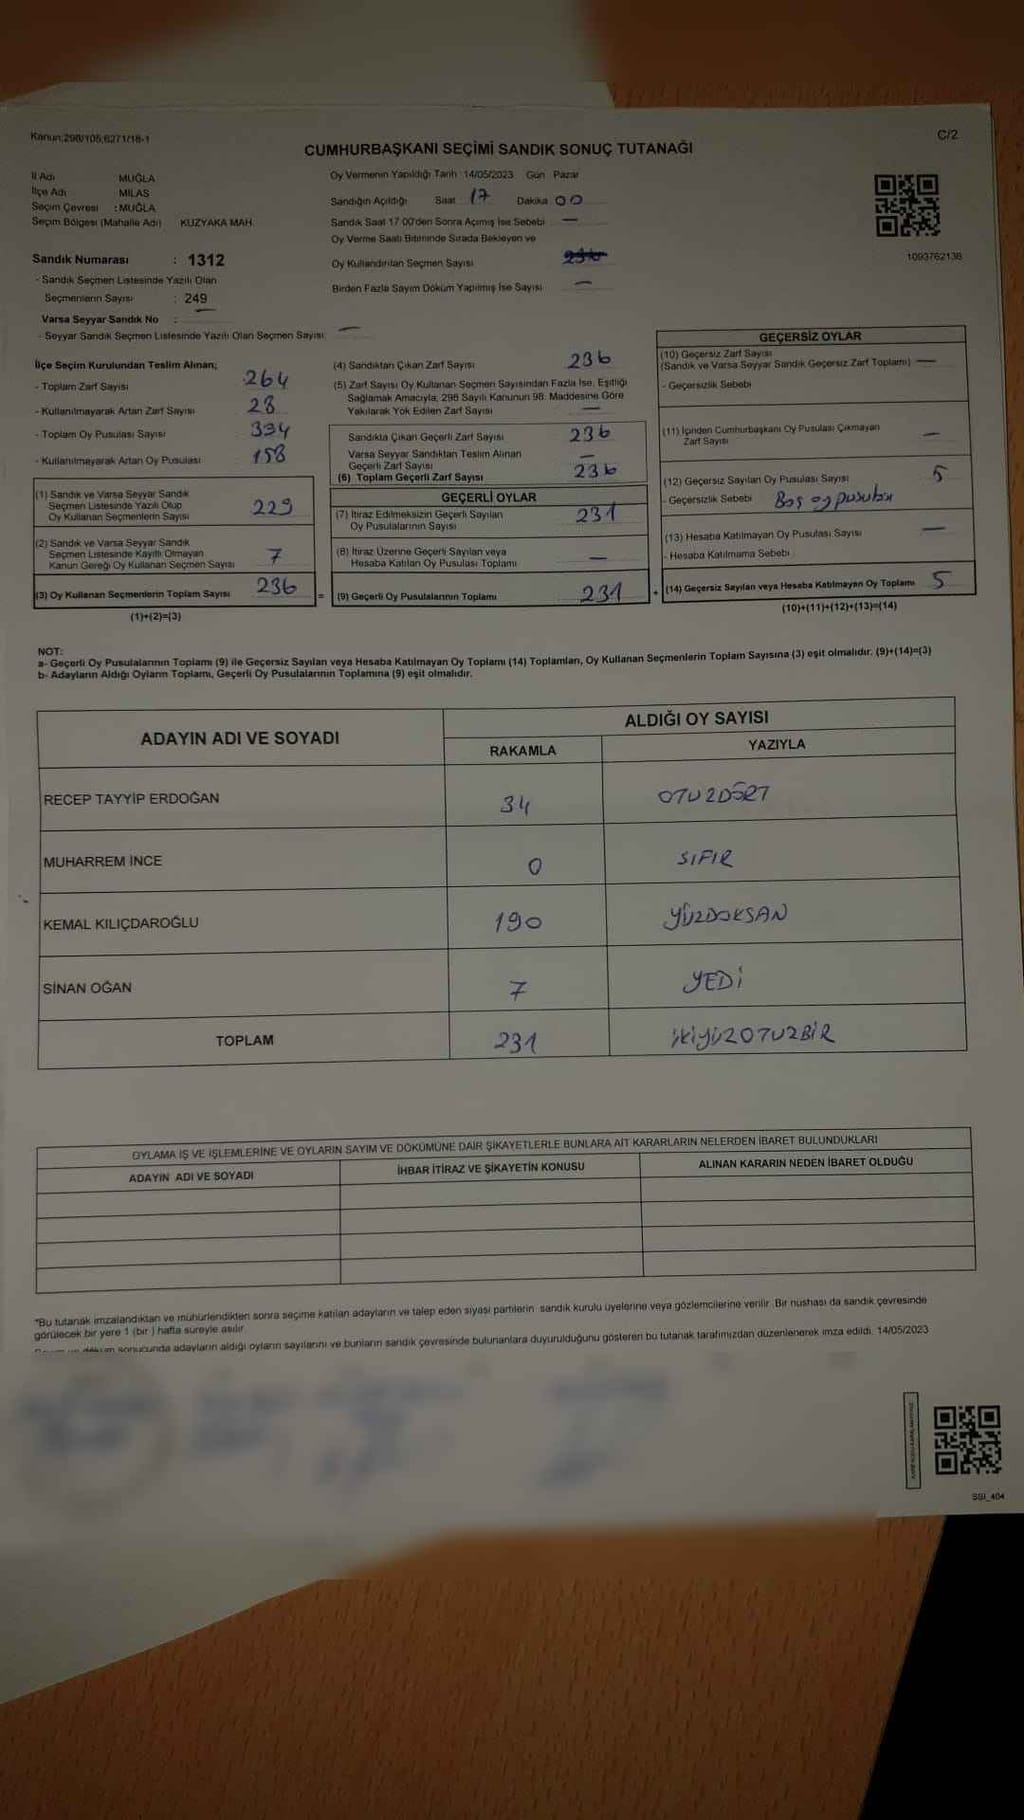 Kanun:298/105;6271/18-1
C/2
CUMHURBAŞKANI SEÇİMİ SANDIK SONUÇ TUTANAĞI
İl Adı MUĞLA
İlçe Adı MİLAS
Seçim Çevresi : MUĞLA
Seçim Bölgesi (Mahalle Adı) KUZYAKA MAH.
Sandık Numarası : 1312
- Sandık Seçmen Listesinde Yazılı Olan
Seçmenlerin Sayısı : 249
Varsa Seyyar Sandık No : —
- Seyyar Sandık Seçmen Listesinde Yazılı Olan Seçmen Sayısı: —
Oy Vermenin Yapıldığı Tarih :14/05/2023 Gün Pazar
Sandığın Açıldığı Saat : 17 Dakika 00
Sandık Saat 17:00'den Sonra Açımış İse Sebebi —
Oy Verme Saati Bitiminde Sırada Bekleyen ve
Oy Kullandırılan Seçmen Sayısı
Birden Fazla Sayım Döküm Yapılmış İse Sayısı —
1093762138
İlçe Seçim Kurulundan Teslim Alınan;
- Toplam Zarf Sayısı 264
- Kullanılmayarak Artan Zarf Sayısı 28
- Toplam Oy Pusulası Sayısı 394
- Kullanılmayarak Artan Oy Pusulası 158
(1) Sandık ve Varsa Seyyar Sandık
Seçmen Listesinde Yazılı Olup
Oy Kullanan Seçmenlerin Sayısı 229
(2) Sandık ve Varsa Seyyar Sandık
Seçmen Listesinde Kayıtlı Olmayan
Kanun Gereği Oy Kullanan Seçmen Sayısı 7
(3) Oy Kullanan Seçmenlerin Toplam Sayısı 236 =
(1)+(2)=(3)
(4) Sandıktan Çıkan Zarf Sayısı 236
(5) Zarf Sayısı Oy Kullanan Seçmen Sayısından Fazla İse, Eşitliği
Sağlamak Amacıyla, 298 Sayılı Kanunun 98. Maddesine Göre
Yakılarak Yok Edilen Zarf Sayısı —
Sandıkta Çıkan Geçerli Zarf Sayısı 236
Varsa Seyyar Sandıktan Teslim Alınan
Geçerli Zarf Sayısı —
(6) Toplam Geçerli Zarf Sayısı 236
GEÇERLİ OYLAR
(7) İtiraz Edilmeksizin Geçerli Sayılan
Oy Pusulalarının Sayısı 231
(8) İtiraz Üzerine Geçerli Sayılan veya
Hesaba Katılan Oy Pusulası Toplamı —
(9) Geçerli Oy Pusulalarının Toplamı 231 +
GEÇERSİZ OYLAR
(10) Geçersiz Zarf Sayısı
(Sandık ve Varsa Seyyar Sandık Geçersiz Zarf Toplamı) —
- Geçersizlik Sebebi
(11) İçinden Cumhurbaşkanı Oy Pusulası Çıkmayan
Zarf Sayısı —
(12) Geçersiz Sayılan Oy Pusulası Sayısı 5
- Geçersizlik Sebebi Boş oy pusulası
(13) Hesaba Katılmayan Oy Pusulası Sayısı —
- Hesaba Katılmama Sebebi
(14) Geçersiz Sayılan veya Hesaba Katılmayan Oy Toplamı 5
(10)+(11)+(12)+(13)=(14)
NOT:
a- Geçerli Oy Pusulalarının Toplamı (9) ile Geçersiz Sayılan veya Hesaba Katılmayan Oy Toplamı (14) Toplamları, Oy Kullanan Seçmenlerin Toplam Sayısına (3) eşit olmalıdır. (9)+(14)=(3)
b- Adayların Aldığı Oyların Toplamı, Geçerli Oy Pusulalarının Toplamına (9) eşit olmalıdır.
ADAYIN ADI VE SOYADI ALDIĞI OY SAYISI
RAKAMLA YAZIYLA
RECEP TAYYİP ERDOĞAN 34 OTUZDÖRT
MUHARREM İNCE 0 SIFIR
KEMAL KILIÇDAROĞLU 190 YÜZDOKSAN
SİNAN OĞAN 7 YEDİ
TOPLAM 231 İKİYÜZOTUZBİR
OYLAMA İŞ VE İŞLEMLERİNE VE OYLARIN SAYIM VE DÖKÜMÜNE DAİR ŞİKAYETLERLE BUNLARA AİT KARARLARIN NELERDEN İBARET BULUNDUKLARI
ADAYIN ADI VE SOYADI İHBAR İTİRAZ VE ŞİKAYETİN KONUSU ALINAN KARARIN NEDEN İBARET OLDUĞU
"Bu tutanak imzalandıktan ve mühürlendikten sonra seçime katılan adayların ve talep eden siyasi partilerin sandık kurulu üyelerine veya gözlemcilerine verilir. Bir nüshası da sandık çevresinde
görülecek bir yere 1 (bir ) hafta süreyle asılır.
döküm sonucunda adayların aldığı oyların sayılarını ve bunların sandık çevresinde bulunanlara duyurulduğunu gösteren bu tutanak tarafımızdan düzenlenerek imza edildi. 14/05/2023
SSI_404